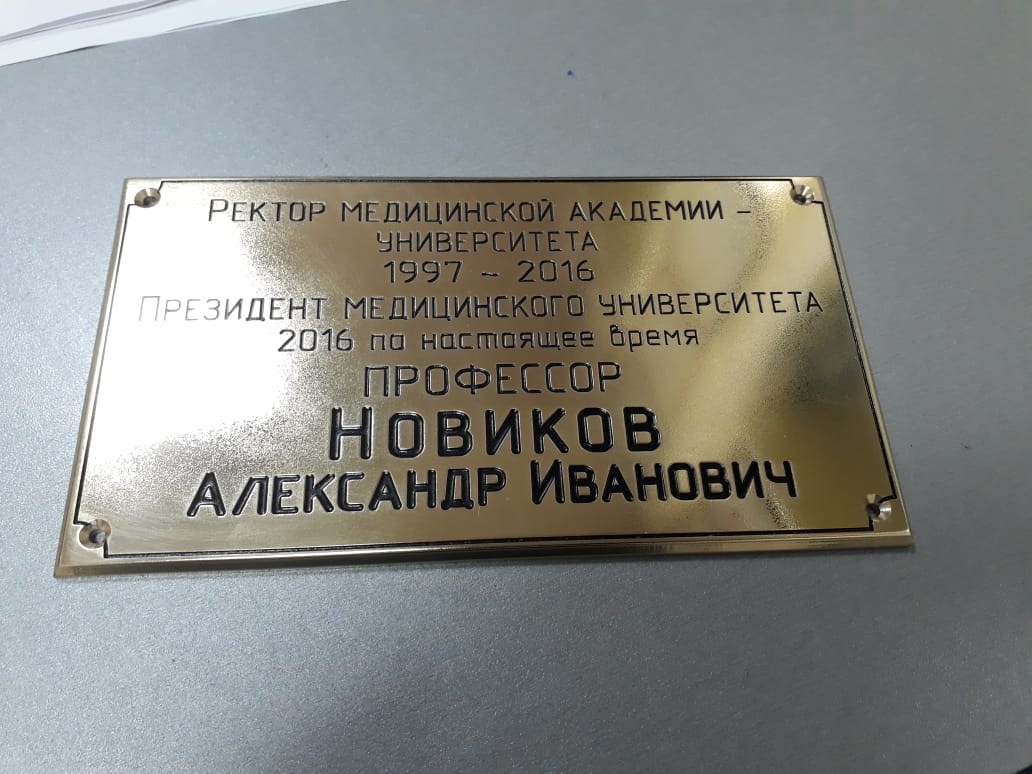 Ректор медицинской академии –
университета
1997 – 2016
Президент медицинского университета
2016 по настоящее время
ПРОФЕССОР
Новиков
Александр Иванович